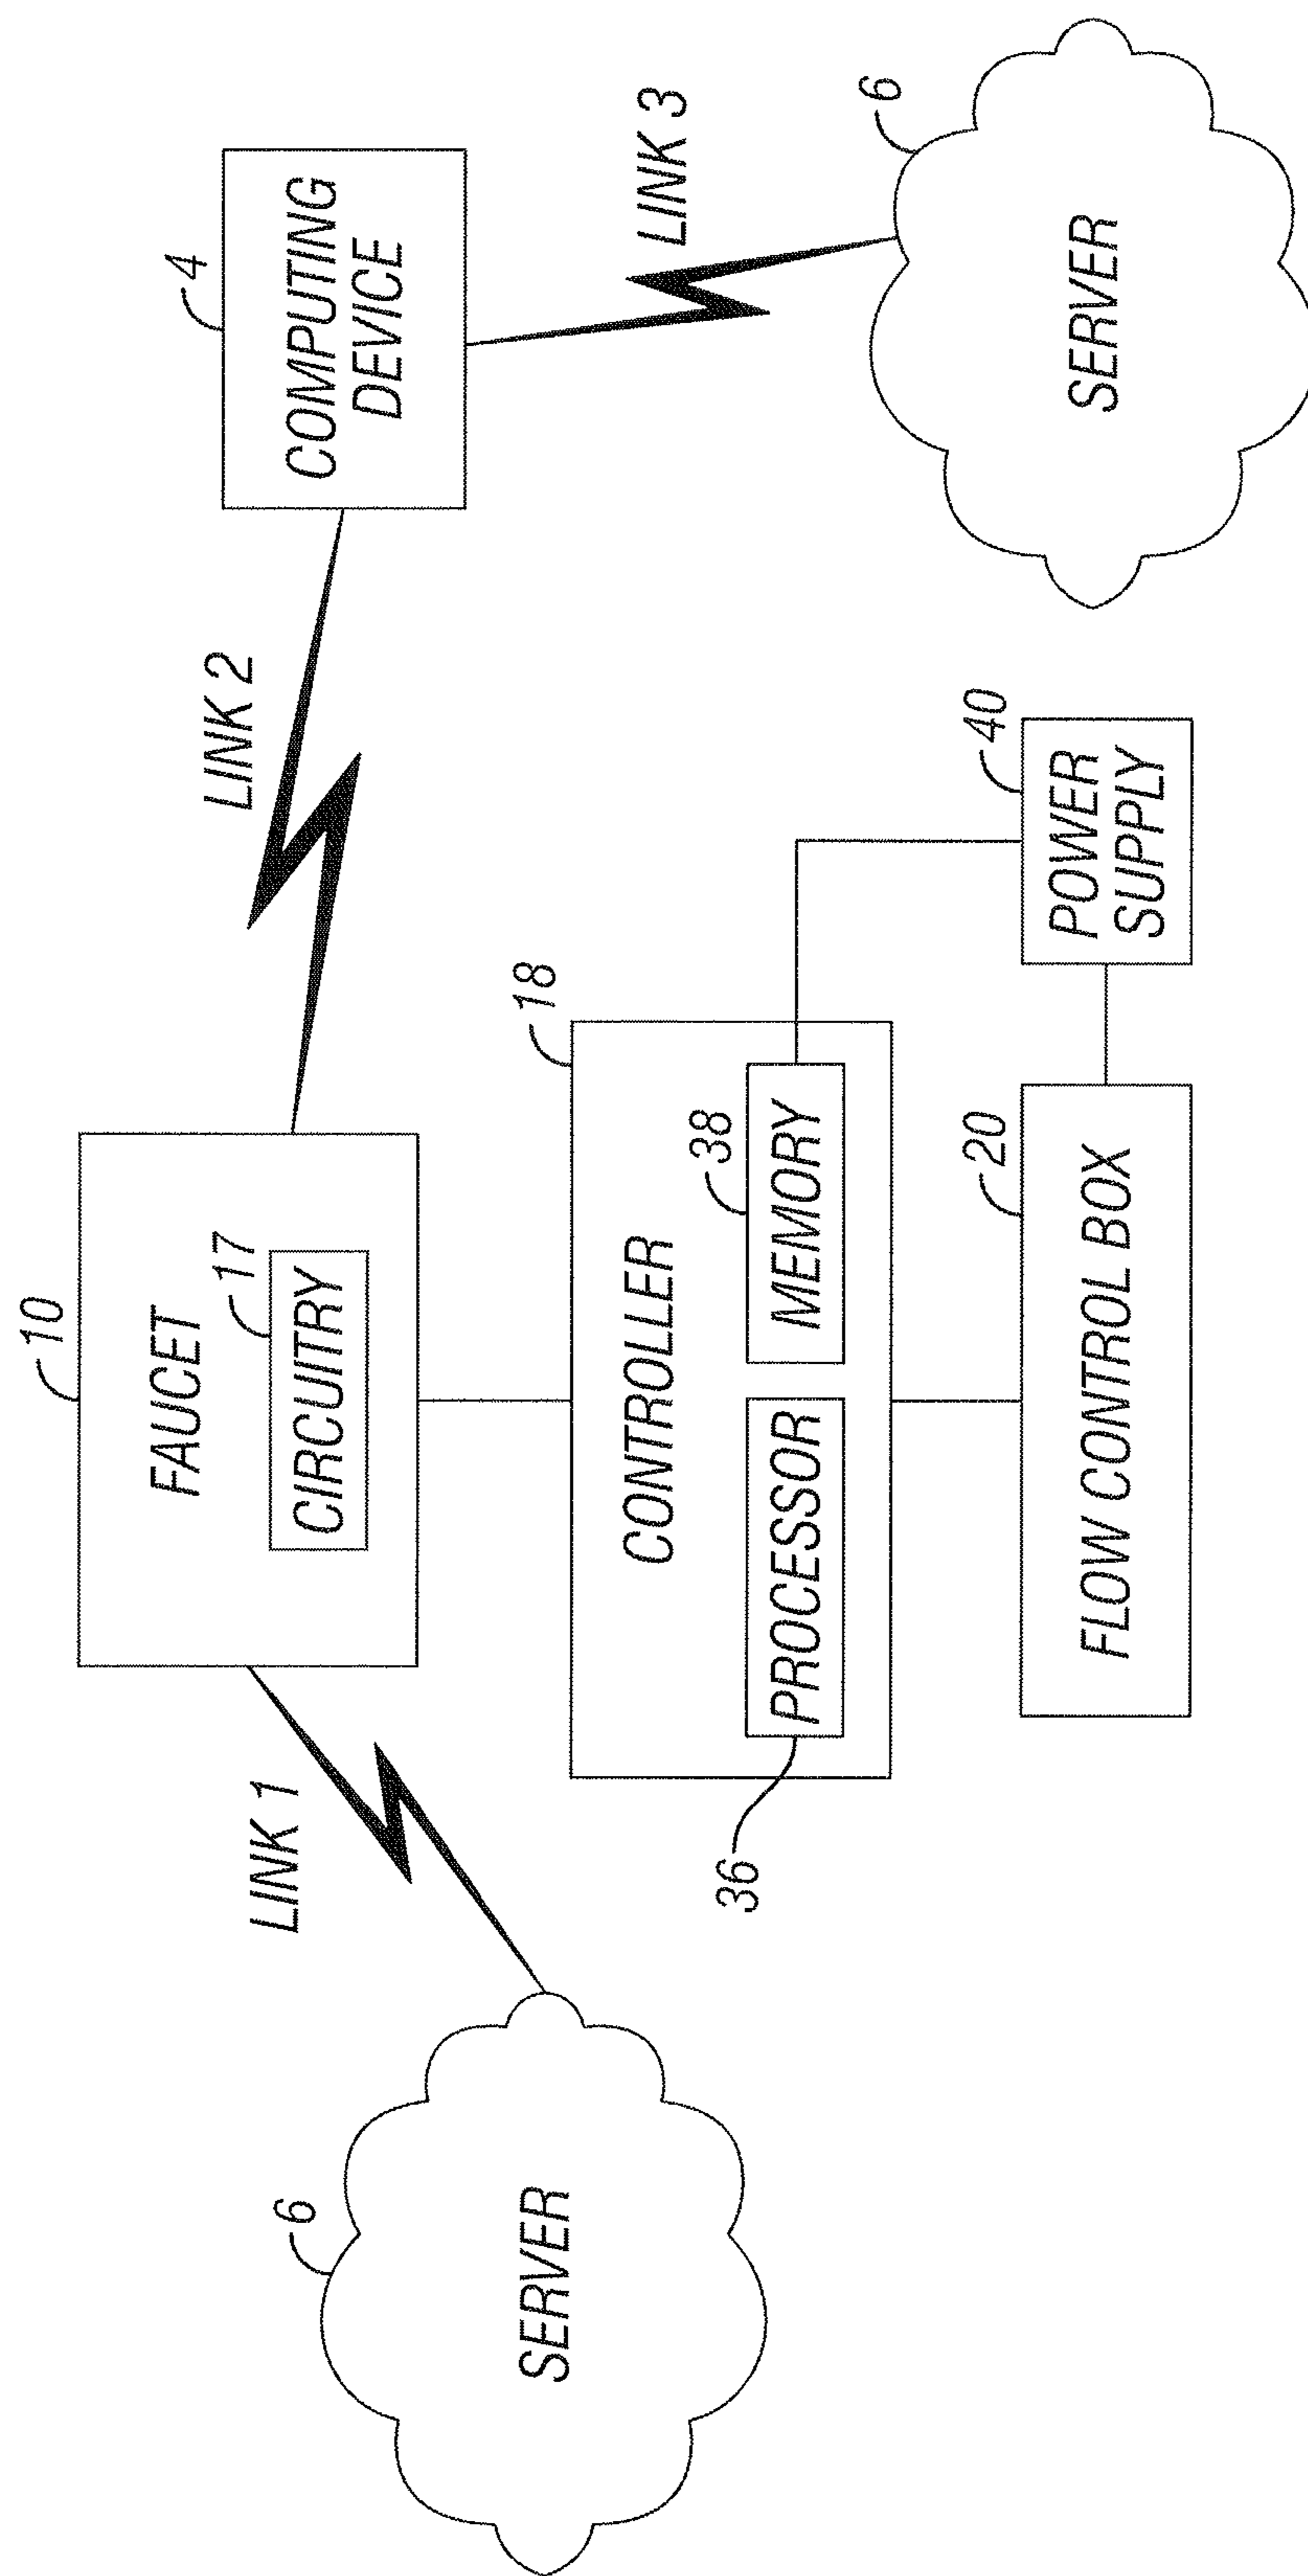 10
FAUCET
17
CIRCUITRY
LINK 1
LINK 2
4
COMPUTING
DEVICE
LINK 3
6
SERVER
6
SERVER
18
CONTROLLER
36
PROCESSOR
38
MEMORY
20
FLOW CONTROL BOX
40
POWER
SUPPLY